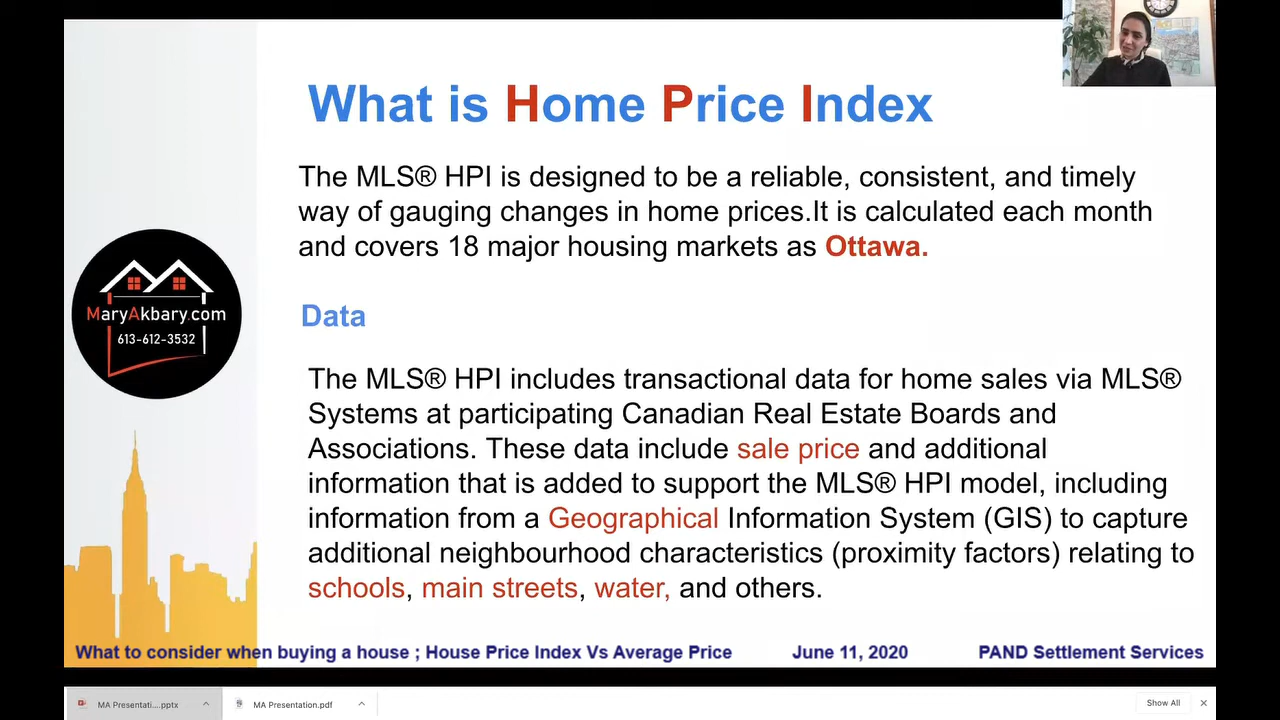 What is Home Price Index
The MLS® HPI is designed to be a reliable, consistent, and timely
way of gauging changes in home prices.It is calculated each month
and covers 18 major housing markets as Ottawa.
MaryAkbary.com
613-612-3532
Data
The MLS® HPI includes transactional data for home sales via MLS®
Systems at participating Canadian Real Estate Boards and
Associations. These data include sale price and additional
information that is added to support the MLS® HPI model, including
information from a Geographical Information System (GIS) to capture
additional neighbourhood characteristics (proximity factors) relating to
schools, main streets, water, and others.
What to consider when buying a house ; House Price Index Vs Average Price June 11, 2020 PAND Settlement Services
MA Presentati....pptx MA Presentation.pdf Show All